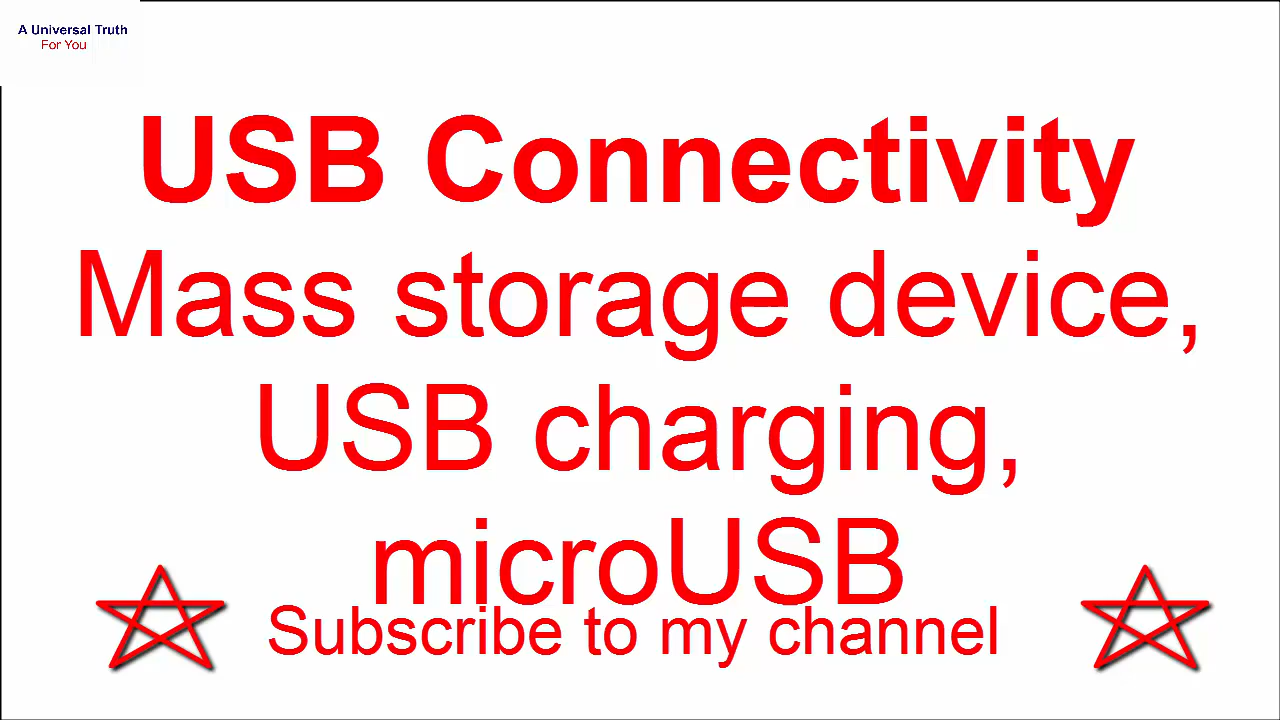 A Universal Truth
For You
USB Connectivity
Mass storage device,
USB charging,
microUSB
Subscribe to my channel